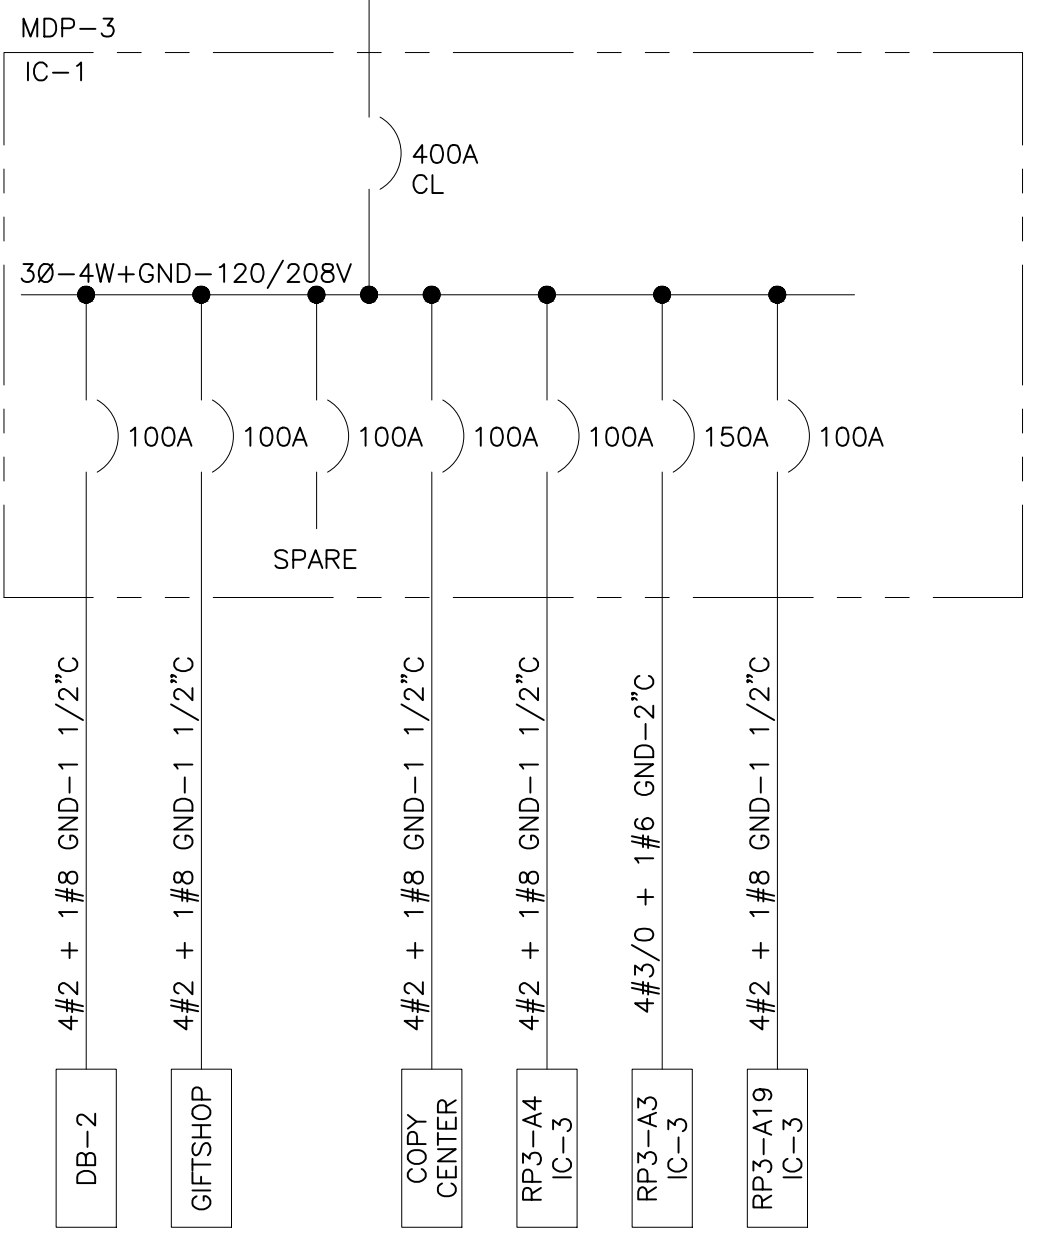 MDP-3
IC-1
400A
CL
3Ø-4W+GND-120/208V
100A
100A
100A
100A
100A
150A
100A
SPARE
4#2 + 1#8 GND-1 1/2"C
4#2 + 1#8 GND-1 1/2"C
4#2 + 1#8 GND-1 1/2"C
4#2 + 1#8 GND-1 1/2"C
4#3/0 + 1#6 GND-2"C
4#2 + 1#8 GND-1 1/2"C
DB-2
GIFTSHOP
COPY
CENTER
RP3-A4
IC-3
RP3-A3
IC-3
RP3-A19
IC-3